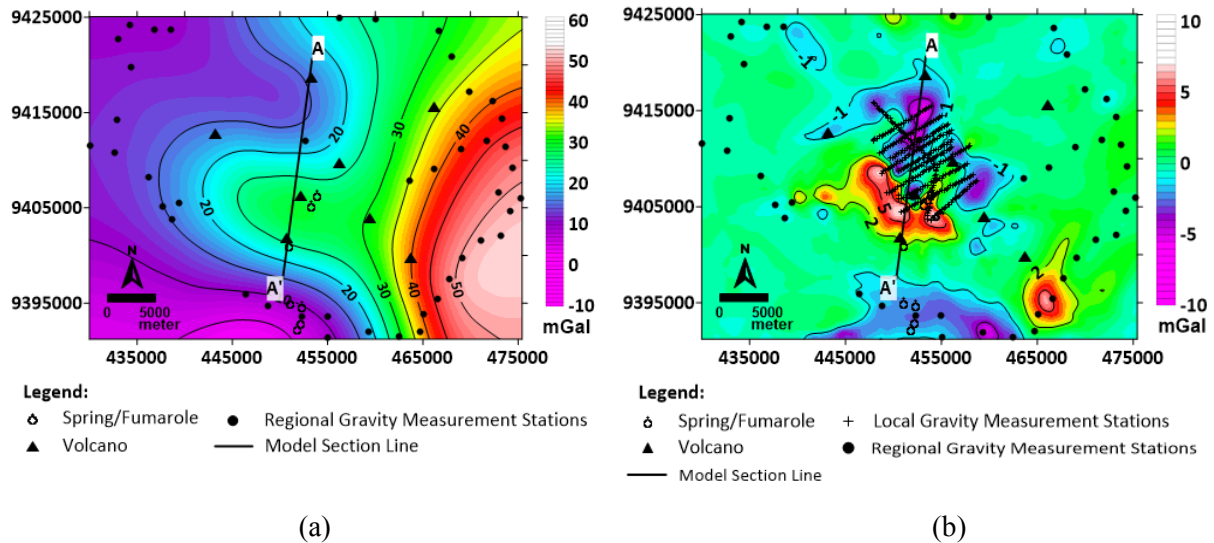 9425000
9415000
9405000
9395000
435000 445000 455000 465000 475000
A
A'
N
5000
meter
20
20
20
30
30
40
40
50
20
0
60
50
40
30
20
10
0
-10
mGal
Legend:
Spring/Fumarole
Regional Gravity Measurement Stations
Volcano
Model Section Line
(a)
9425000
9415000
9405000
9395000
435000 445000 455000 465000 475000
A
A'
N
5000
meter
-1
-1
-1
1
-1
5
2
2
10
5
0
-5
-10
mGal
Legend:
Spring/Fumarole
Local Gravity Measurement Stations
Volcano
Regional Gravity Measurement Stations
Model Section Line
(b)